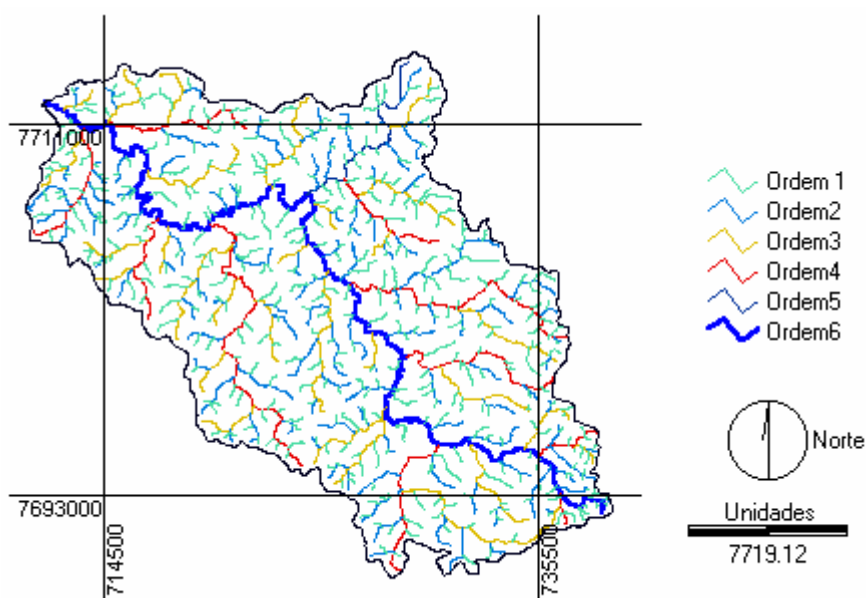 7711000
7693000
714500
735500
Ordem 1
Ordem2
Ordem3
Ordem4
Ordem5
Ordem6
Norte
Unidades
7719.12